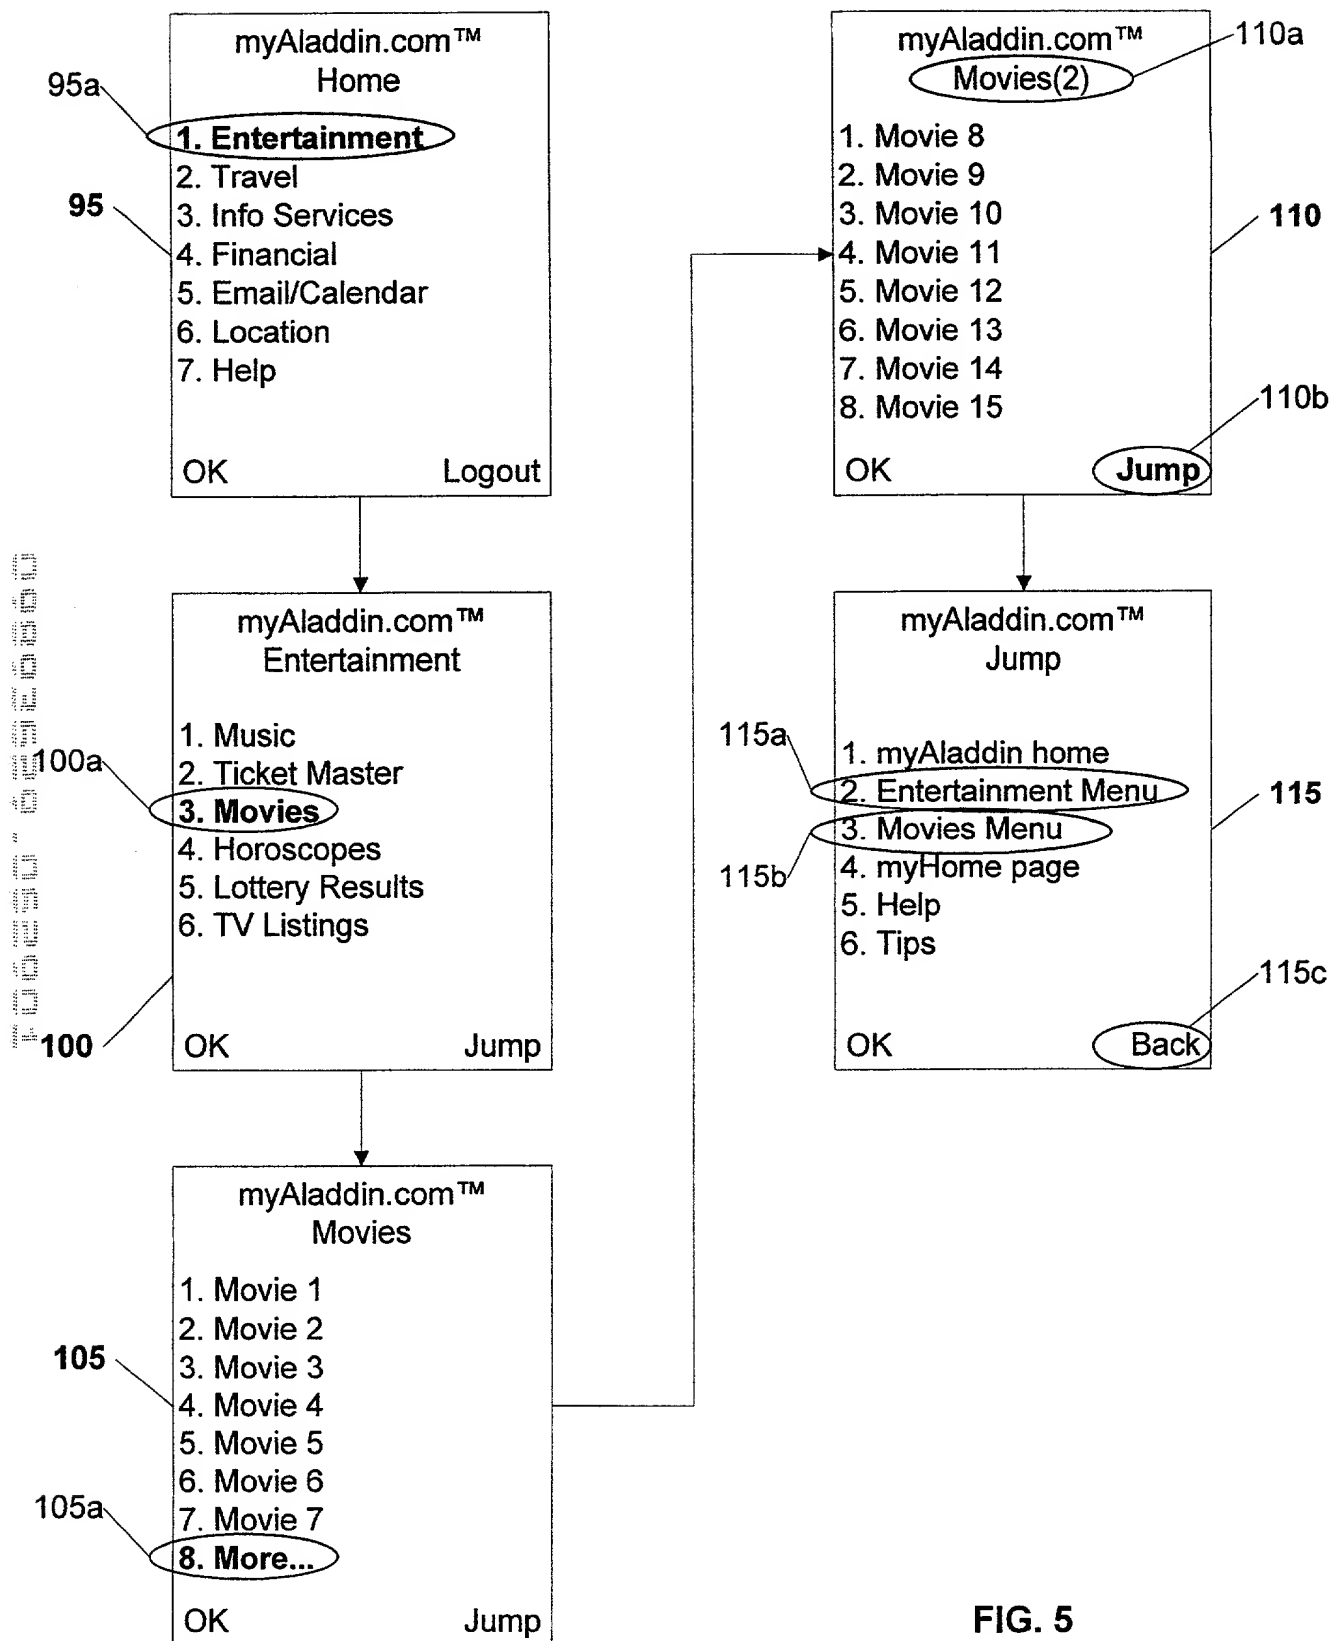 myAladdin.com™
Home
95a
1. Entertainment
2. Travel
95
3. Info Services
4. Financial
5. Email/Calendar
6. Location
7. Help
OK Logout
myAladdin.com™
Entertainment
1. Music
100a
2. Ticket Master
3. Movies
4. Horoscopes
5. Lottery Results
6. TV Listings
100
OK Jump
myAladdin.com™
Movies
1. Movie 1
2. Movie 2
105
3. Movie 3
4. Movie 4
5. Movie 5
6. Movie 6
105a
7. Movie 7
8. More...
OK Jump
myAladdin.com™
110a
Movies(2)
1. Movie 8
2. Movie 9
3. Movie 10
110
4. Movie 11
5. Movie 12
6. Movie 13
7. Movie 14
8. Movie 15
110b
OK Jump
myAladdin.com™
Jump
115a
1. myAladdin home
2. Entertainment Menu
115
3. Movies Menu
115b
4. myHome page
5. Help
6. Tips
115c
OK Back
FIG. 5